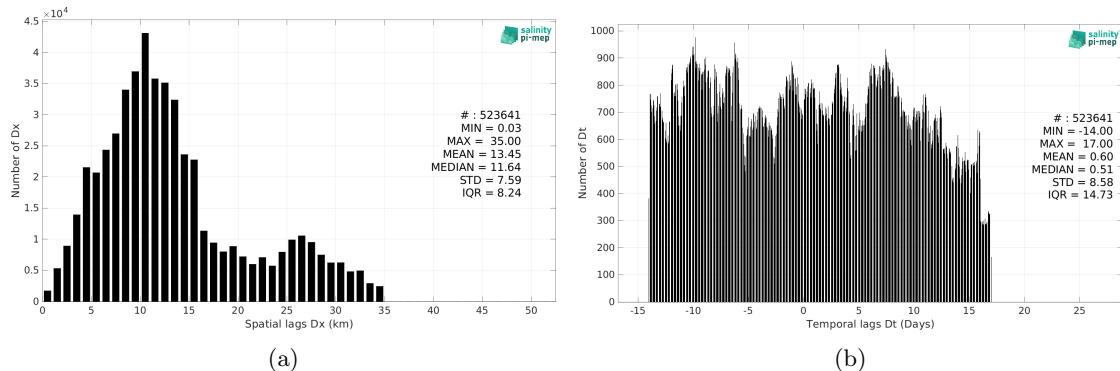 4.5 ×10⁴
4
3.5
3
2.5
2
1.5
1
0.5
0
Number of Dx
0 5 10 15 20 25 30 35 40 45 50
Spatial lags Dx (km)
salinity
pi-mep
# : 523641
MIN = 0.03
MAX = 35.00
MEAN = 13.45
MEDIAN = 11.64
STD = 7.59
IQR = 8.24
(a)
1000
900
800
700
600
500
400
300
200
100
0
Number of Dt
-15 -10 -5 0 5 10 15 20 25
Temporal lags Dt (Days)
salinity
pi-mep
# : 523641
MIN = -14.00
MAX = 17.00
MEAN = 0.60
MEDIAN = 0.51
STD = 8.58
IQR = 14.73
(b)